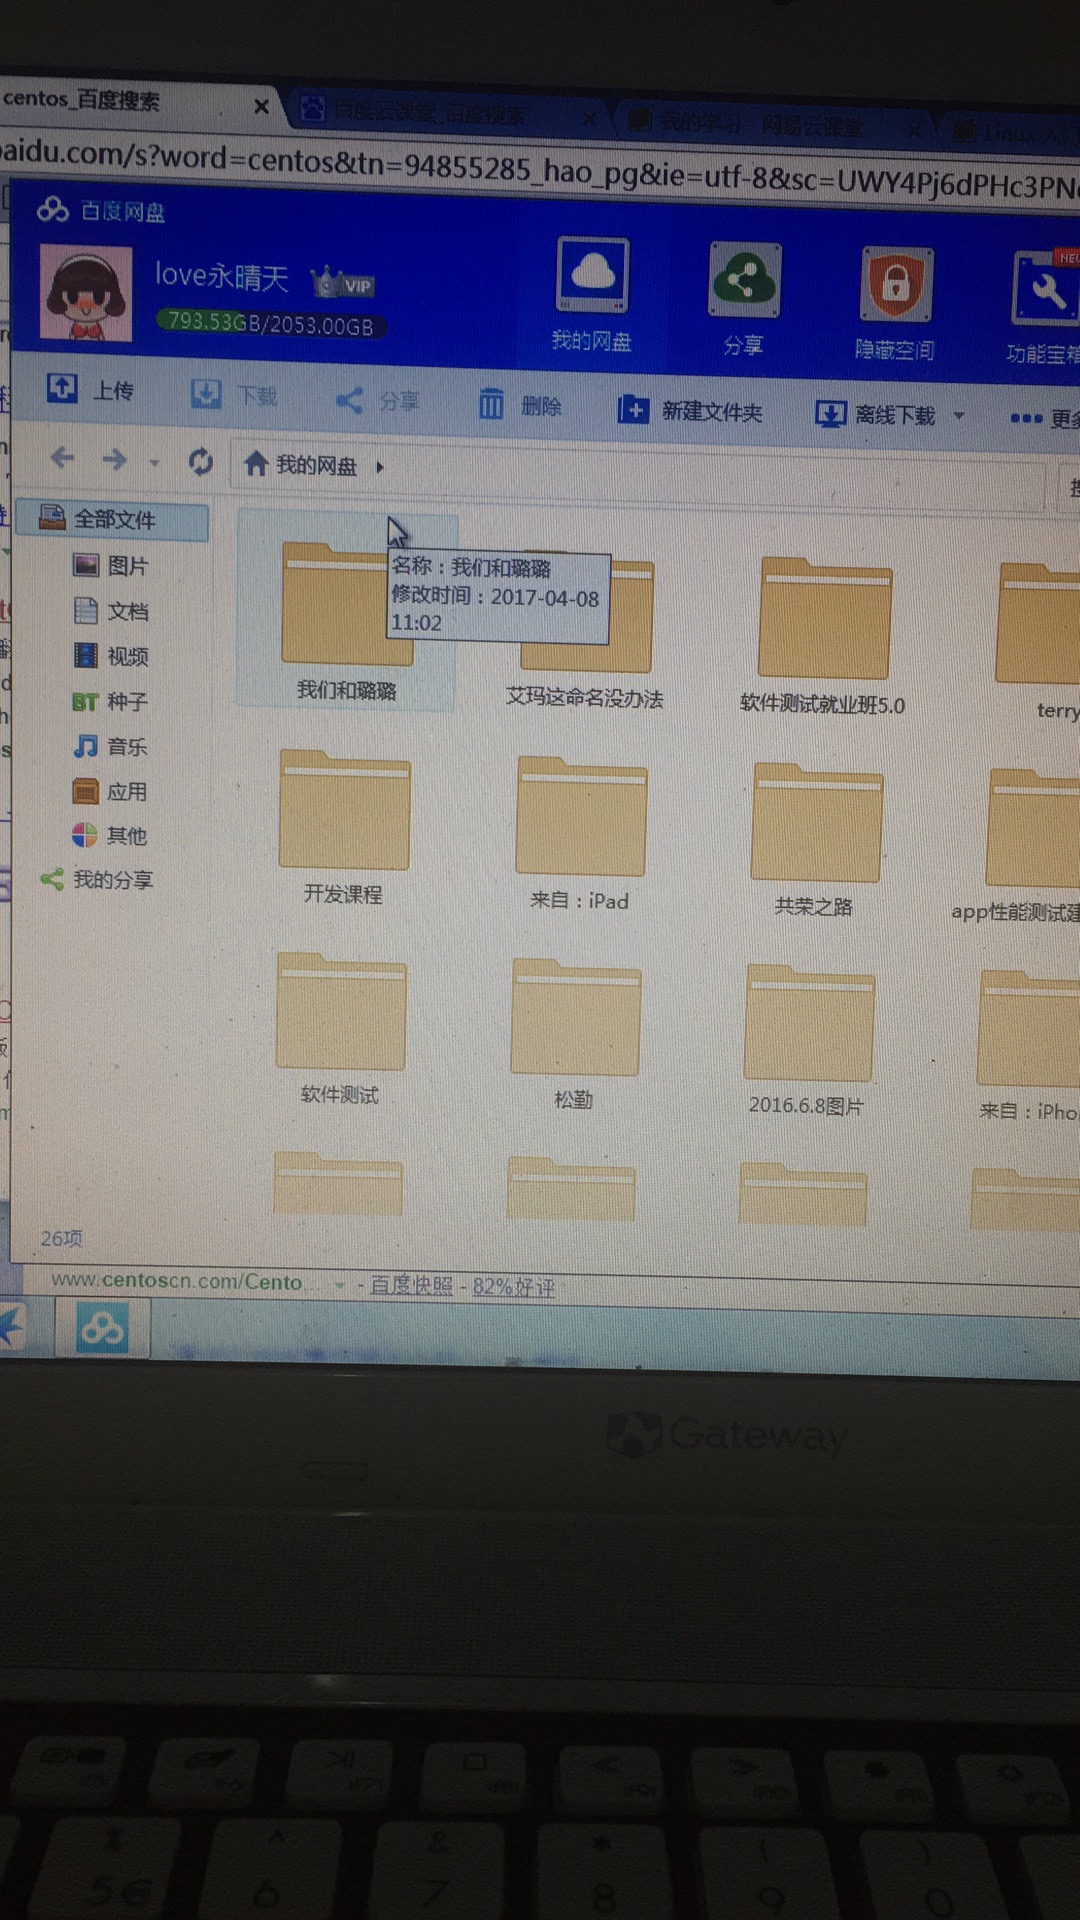 centos_百度搜索
百度云课堂_百度搜索
我的学习 - 网易云课堂
Linux 入门
baidu.com/s?word=centos&tn=94855285_hao_pg&ie=utf-8&sc=UWY4Pj6dPHc3PN
百度网盘
love永晴天
VIP
793.53GB/2053.00GB
我的网盘
分享
隐藏空间
NEW
功能宝箱
上传
下载
分享
删除
新建文件夹
离线下载
更多
我的网盘
全部文件
图片
文档
视频
BT 种子
音乐
应用
其他
我的分享
名称：我们和璐璐
修改时间：2017-04-08
11:02
我们和璐璐
艾玛这命名没办法
软件测试就业班5.0
terry
开发课程
来自：iPad
共荣之路
app性能测试建
软件测试
松勤
2016.6.8图片
来自：iPho
26项
www.centoscn.com/Cento... - 百度快照 - 82%好评
Gateway
5€
6
7
8
9
0